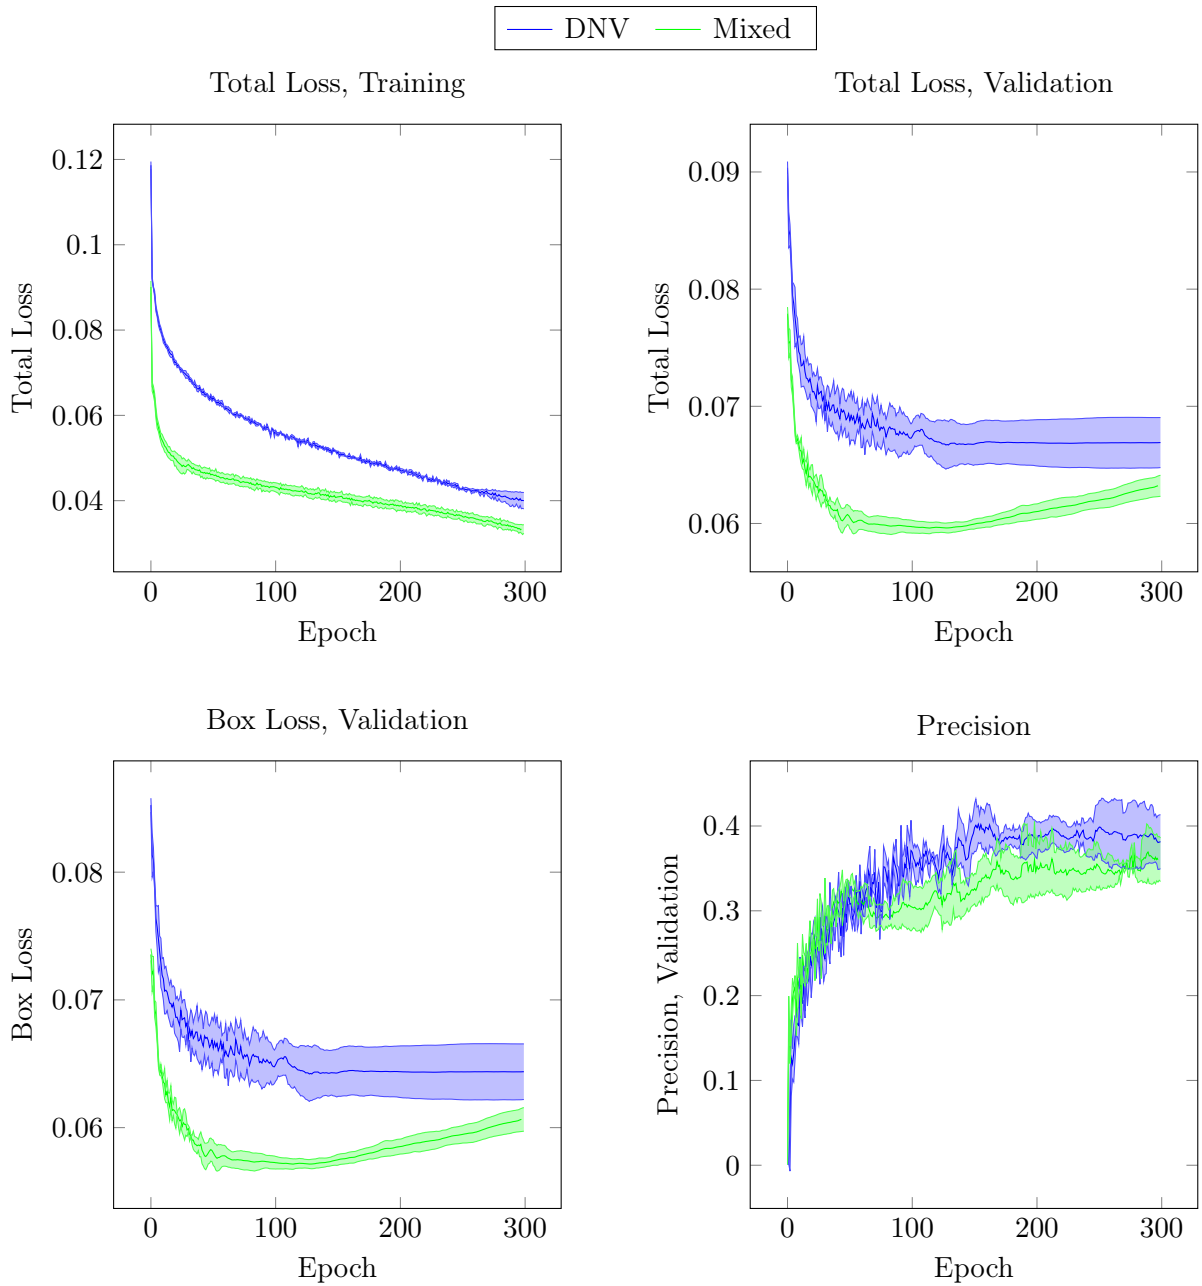 DNV Mixed
Total Loss, Training
Total Loss
0.12
0.1
0.08
0.06
0.04
0 100 200 300
Epoch
Total Loss, Validation
Total Loss
0.09
0.08
0.07
0.06
0 100 200 300
Epoch
Box Loss, Validation
Box Loss
0.08
0.07
0.06
0 100 200 300
Epoch
Precision
Precision, Validation
0.4
0.3
0.2
0.1
0
0 100 200 300
Epoch